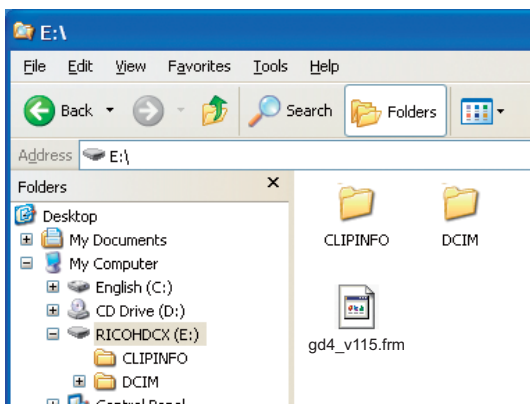 E:\
File Edit View Favorites Tools Help
Back Search Folders
Address E:\
Folders x
Desktop
My Documents
My Computer
English (C:)
CD Drive (D:)
RICOHDCX (E:)
CLIPINFO
DCIM
Control Panel
CLIPINFO DCIM
gd4_v115.frm